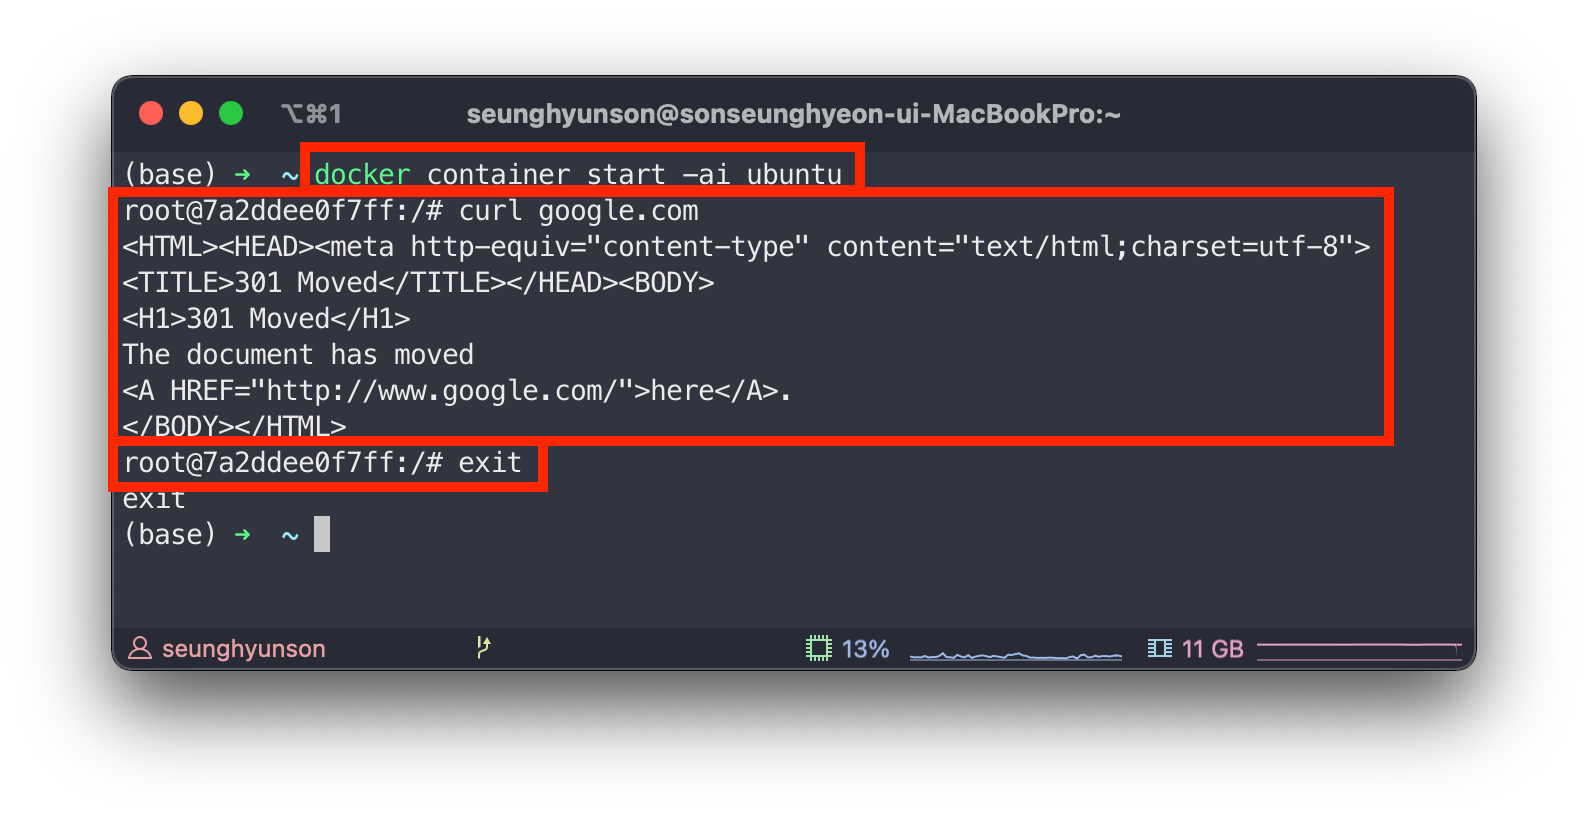 ⌥⌘1 seunghyunson@sonseunghyeon-ui-MacBookPro:~
(base) ➜ ~ docker container start -ai ubuntu
root@7a2ddee0f7ff:/# curl google.com
<HTML><HEAD><meta http-equiv="content-type" content="text/html;charset=utf-8">
<TITLE>301 Moved</TITLE></HEAD><BODY>
<H1>301 Moved</H1>
The document has moved
<A HREF="http://www.google.com/">here</A>.
</BODY></HTML>
root@7a2ddee0f7ff:/# exit
exit
(base) ➜ ~
seunghyunson 13% 11 GB